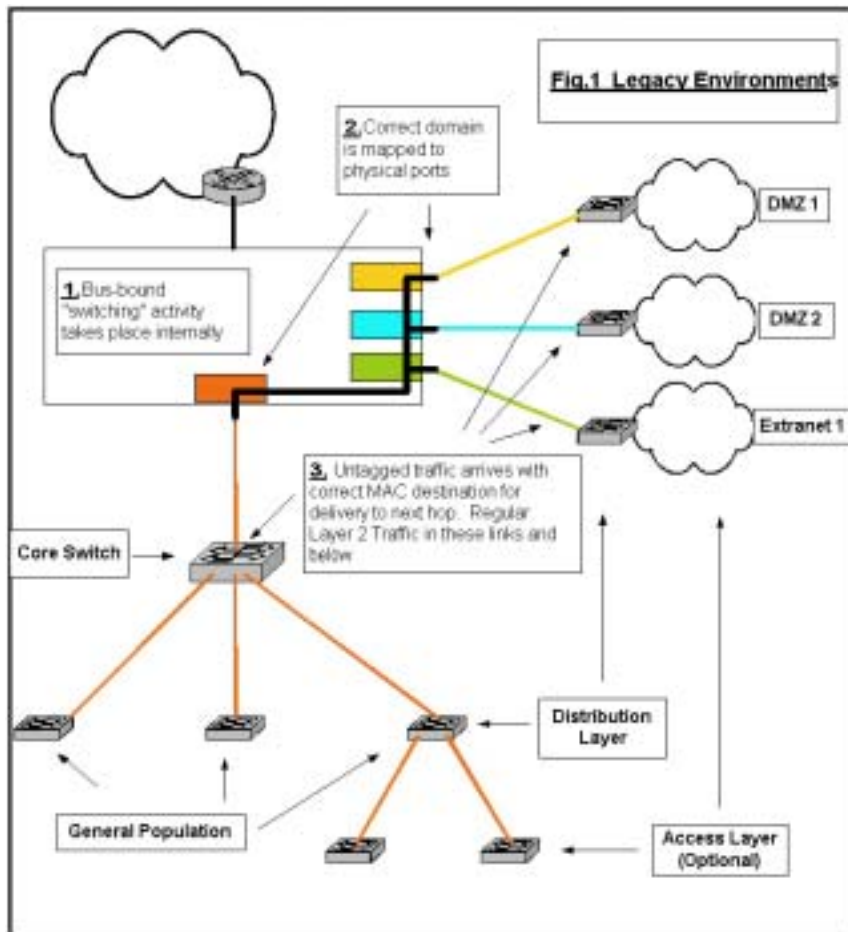 Fig.1 Legacy Environments
2.Correct domain
is mapped to
physical ports
DMZ 1
1.Bus-bound
"switching" activity
takes place internally
DMZ 2
Extranet 1
3. Untagged traffic arrives with
correct MAC destination for
delivery to next hop. Regular
Layer 2 Traffic in these links and
below
Core Switch
Distribution
Layer
General Population
Access Layer
(Optional)